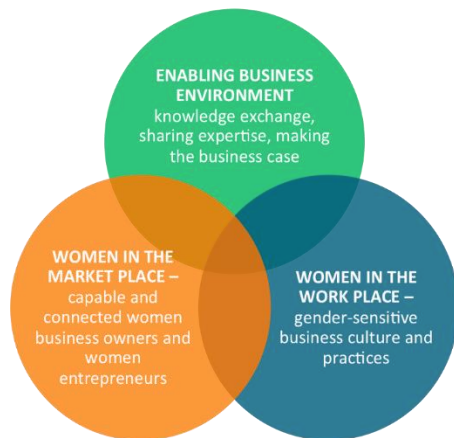 ENABLING BUSINESS
ENVIRONMENT
knowledge exchange,
sharing expertise, making
the business case
WOMEN IN THE
MARKET PLACE –
capable and
connected women
business owners and
women
entrepreneurs
WOMEN IN THE
WORK PLACE –
gender-sensitive
business culture and
practices